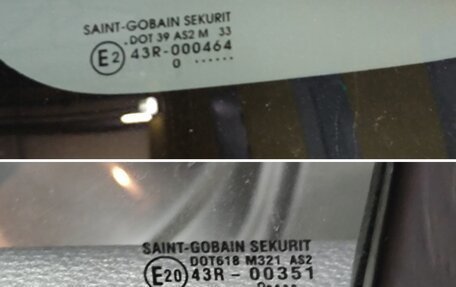 SAINT-GOBAIN SEKURIT
DOT 39 AS2 M 33
E2 43R-000464
0 ......
SAINT-GOBAIN SEKURIT
DOT618 M321 AS2
E20 43R-00351